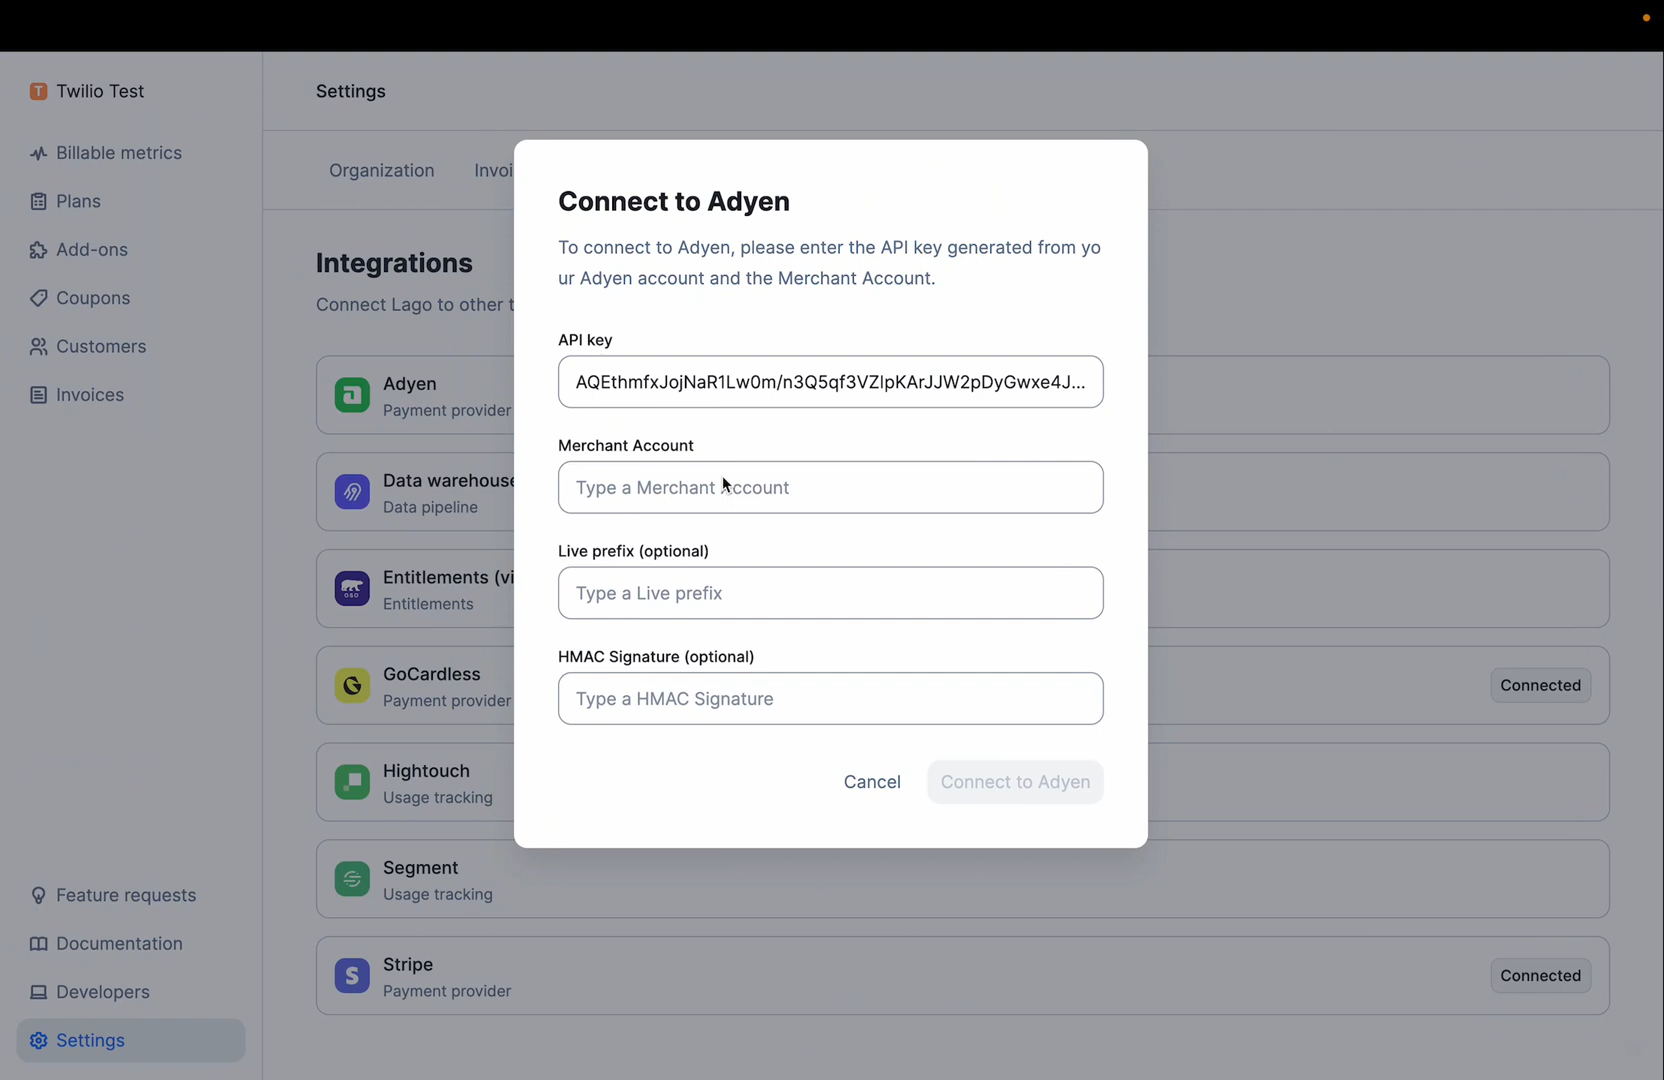 T Twilio Test
Settings
Billable metrics
Plans
Add-ons
Coupons
Customers
Invoices
Feature requests
Documentation
Developers
Settings
Organization
Integrations
Connect Lago to other
Adyen
Payment provider
Data warehouse
Data pipeline
Entitlements
Entitlements
oso
GoCardless
Payment provider
Connected
Hightouch
Usage tracking
Segment
Usage tracking
S Stripe
Payment provider
Connected
Connect to Adyen
To connect to Adyen, please enter the API key generated from yo
ur Adyen account and the Merchant Account.
API key
AQEthmfxJojNaR1Lw0m/n3Q5qf3VZlpKArJJW2pDyGwxe4J...
Merchant Account
Type a Merchant Account
Live prefix (optional)
Type a Live prefix
HMAC Signature (optional)
Type a HMAC Signature
Cancel
Connect to Adyen